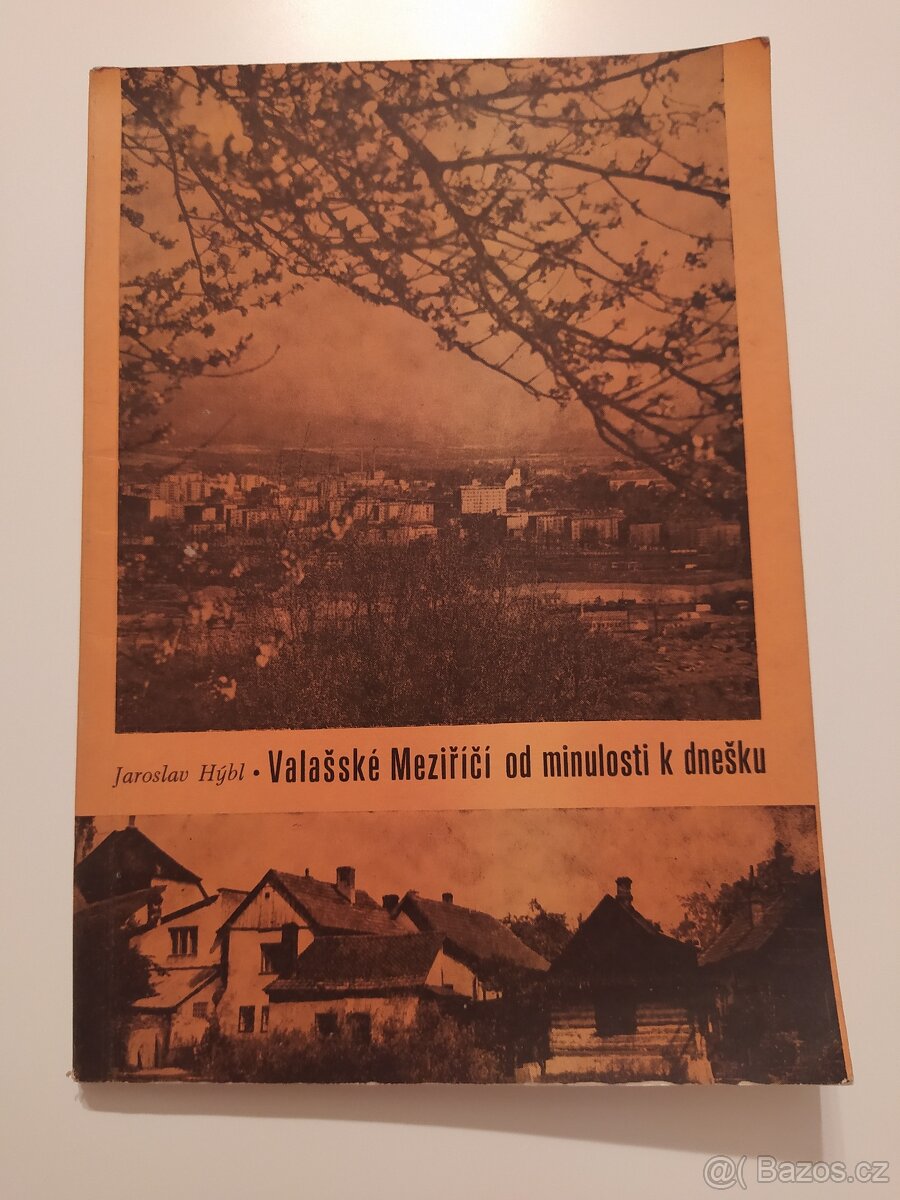 Jaroslav Hýbl • Valašské Meziříčí od minulosti k dnešku
@( Bazos.cz